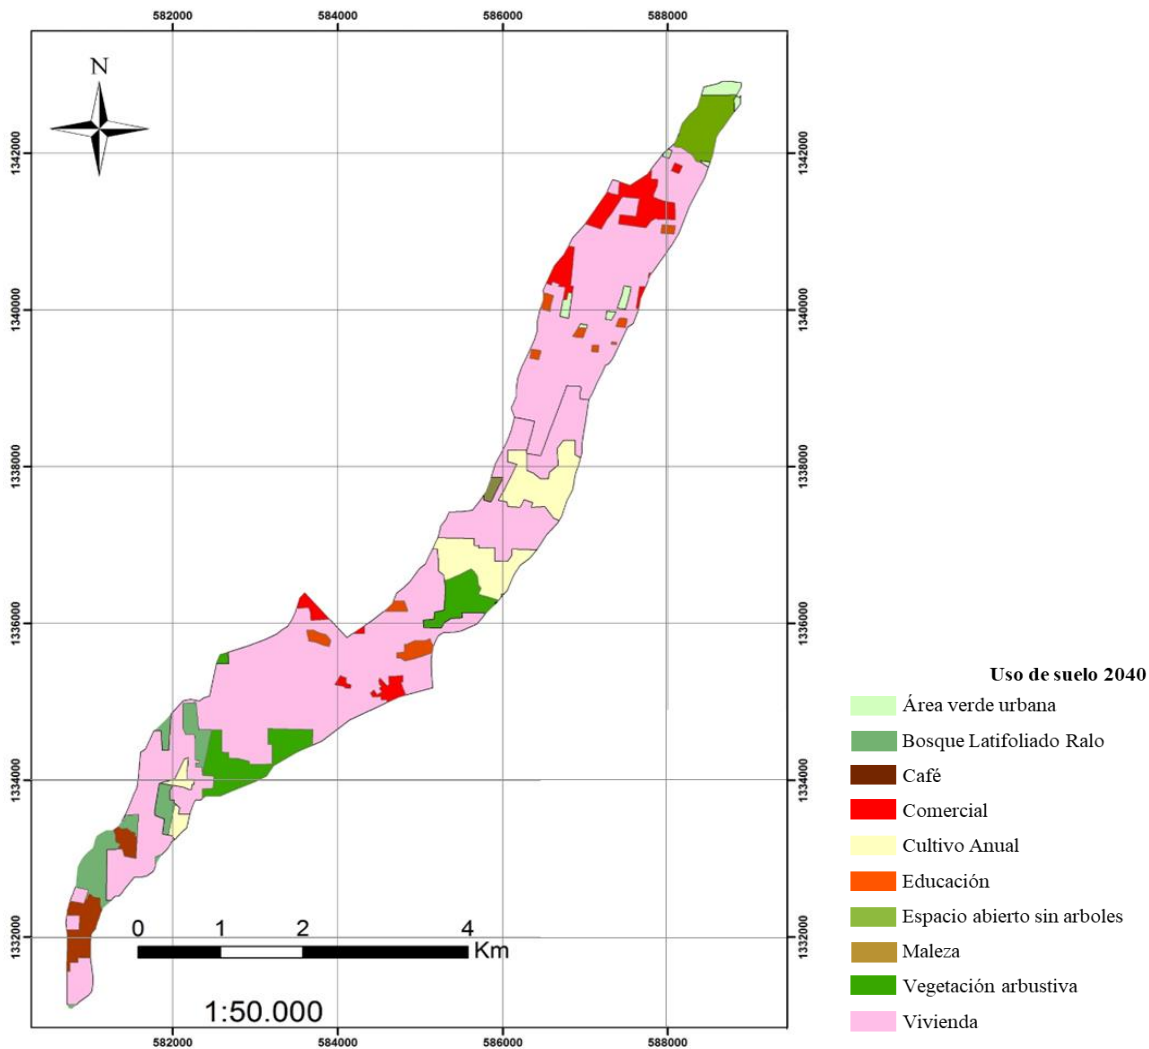 582000 584000 586000 588000
N
1342000 1342000
1340000 1340000
1338000 1338000
1336000 1336000
1334000 1334000
1332000 1332000
0 1 2 4
Km
1:50.000
582000 584000 586000 588000
Uso de suelo 2040
Área verde urbana
Bosque Latifoliado Ralo
Café
Comercial
Cultivo Anual
Educación
Espacio abierto sin arboles
Maleza
Vegetación arbustiva
Vivienda